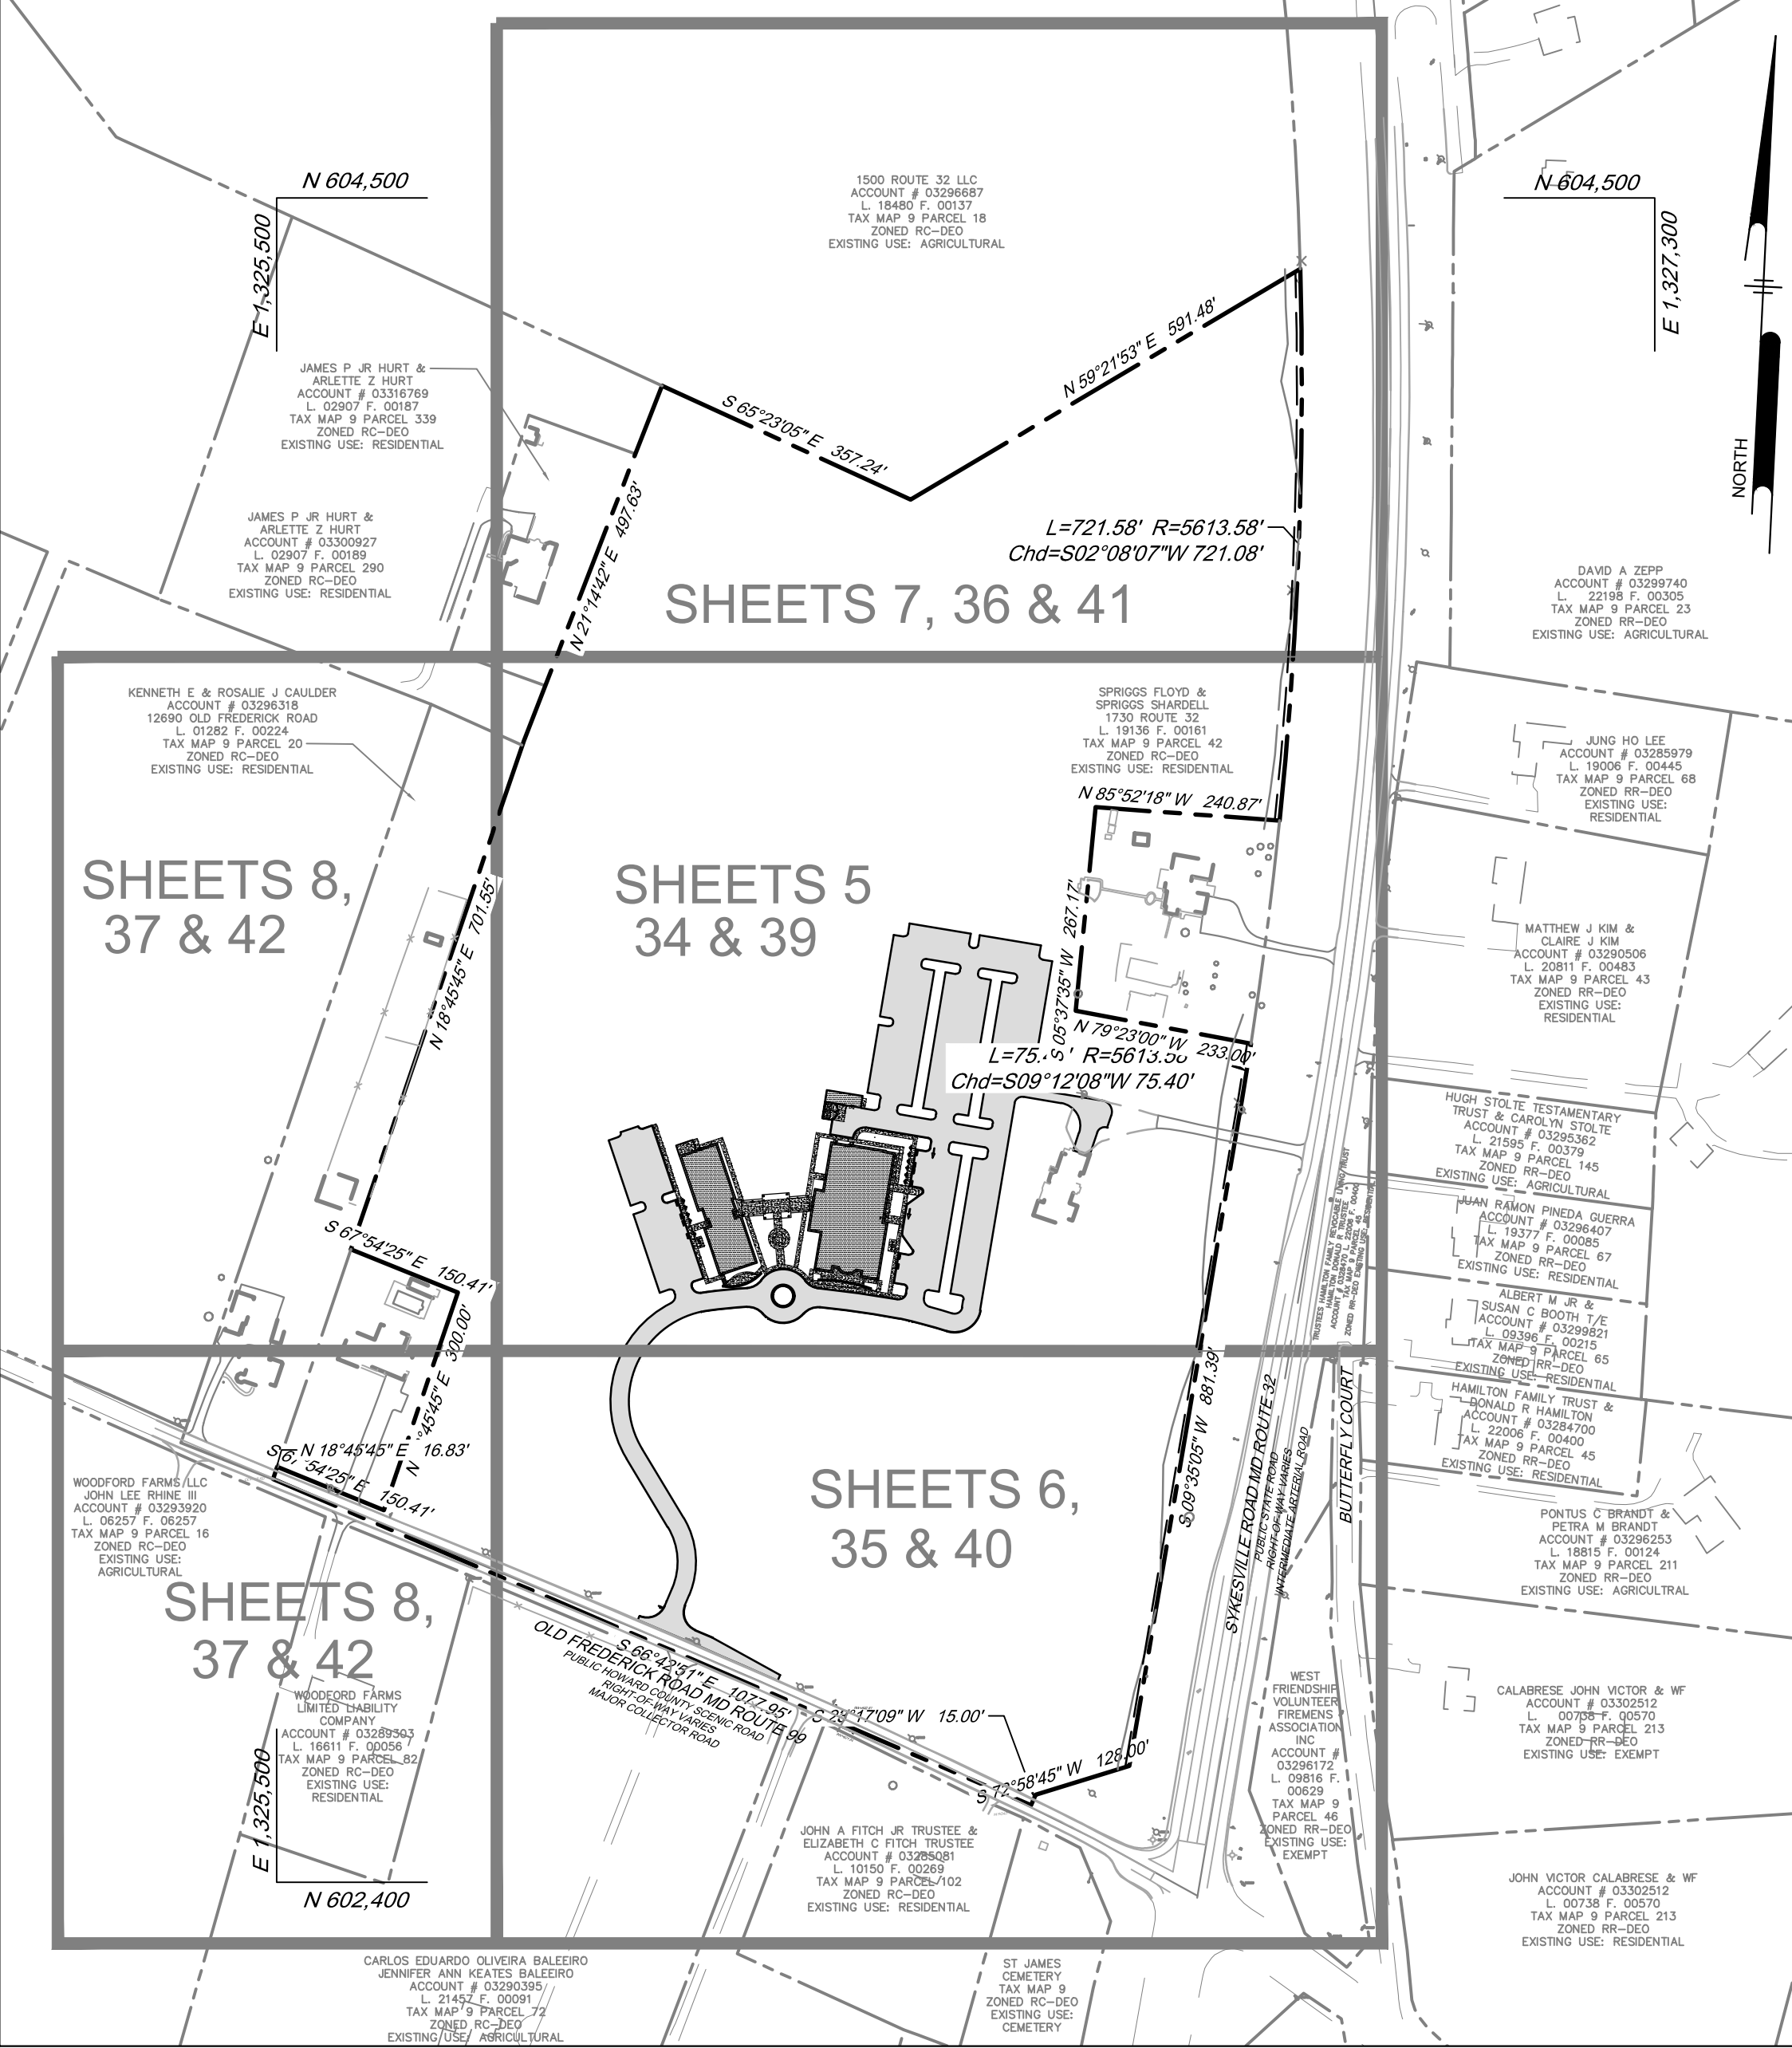 N 604,500
E 1,325,500
1500 ROUTE 32 LLC
ACCOUNT # 03296687
L. 18480 F. 00137
TAX MAP 9 PARCEL 18
ZONED RC-DEO
EXISTING USE: AGRICULTURAL
N 604,500
E 1,327,300
NORTH
S 65°23'05" E 357.24'
N 59°21'53" E 591.48'
JAMES P JR HURT &
ARLETTE Z HURT
ACCOUNT # 03316769
L. 02907 F. 00187
TAX MAP 9 PARCEL 339
ZONED RC-DEO
EXISTING USE: RESIDENTIAL
JAMES P JR HURT &
ARLETTE Z HURT
ACCOUNT # 03300927
L. 02907 F. 00189
TAX MAP 9 PARCEL 290
ZONED RC-DEO
EXISTING USE: RESIDENTIAL
N 21°14'42" E 497.63'
L=721.58' R=5613.58'
Chd=S02°08'07"W 721.08'
SHEETS 7, 36 & 41
DAVID A ZEPP
ACCOUNT # 03299740
L. 22198 F. 00305
TAX MAP 9 PARCEL 23
ZONED RR-DEO
EXISTING USE: AGRICULTURAL
KENNETH E & ROSALIE J CAULDER
ACCOUNT # 03296318
12690 OLD FREDERICK ROAD
L. 01282 F. 00224
TAX MAP 9 PARCEL 20
ZONED RC-DEO
EXISTING USE: RESIDENTIAL
SPRIGGS FLOYD &
SPRIGGS SHARDELL
1730 ROUTE 32
L. 19136 F. 00161
TAX MAP 9 PARCEL 42
ZONED RC-DEO
EXISTING USE: RESIDENTIAL
JUNG HO LEE
ACCOUNT # 03285979
L. 19006 F. 00445
TAX MAP 9 PARCEL 68
ZONED RR-DEO
EXISTING USE:
RESIDENTIAL
N 85°52'18" W 240.87'
SHEETS 8,
37 & 42
SHEETS 5
34 & 39
N 18°45'45" E 701.55'
S 05°37'35" W 267.17'
N 79°23'00" W 233.00'
L=75. ' R=5613.58
Chd=S09°12'08"W 75.40'
MATTHEW J KIM &
CLAIRE J KIM
ACCOUNT # 03290506
L. 20811 F. 00483
TAX MAP 9 PARCEL 43
ZONED RR-DEO
EXISTING USE:
RESIDENTIAL
HUGH STOLTE TESTAMENTARY
TRUST & CAROLYN STOLTE
ACCOUNT # 03295362
L. 21595 F. 00379
TAX MAP 9 PARCEL 145
ZONED RR-DEO
EXISTING USE: AGRICULTURAL
JUAN RAMON PINEDA GUERRA
ACCOUNT # 03296407
L. 19377 F. 00085
TAX MAP 9 PARCEL 67
ZONED RR-DEO
EXISTING USE: RESIDENTIAL
ALBERT M JR &
SUSAN C BOOTH T/E
ACCOUNT # 03299821
L. 09396 F. 00215
TAX MAP 9 PARCEL 65
ZONED RR-DEO
EXISTING USE: RESIDENTIAL
HAMILTON FAMILY TRUST &
DONALD R HAMILTON
ACCOUNT # 03284700
L. 22006 F. 00400
TAX MAP 9 PARCEL 45
ZONED RR-DEO
EXISTING USE: RESIDENTIAL
S 67°54'25" E 150.41'
N °45'45" E 300.00'
N 18°45'45" E 16.83'
S 67°54'25" E 150.41'
S 09°35'05" W 881.39'
SYKESVILLE ROAD MD ROUTE 32
PUBLIC STATE ROAD
RIGHT-OF-WAY VARIES
INTERMEDIATE ARTERIAL ROAD
BUTTERFLY COURT
WOODFORD FARMS LLC
JOHN LEE RHINE III
ACCOUNT # 03293920
L. 06257 F. 06257
TAX MAP 9 PARCEL 16
ZONED RC-DEO
EXISTING USE:
AGRICULTURAL
SHEETS 6,
35 & 40
PONTUS C BRANDT &
PETRA M BRANDT
ACCOUNT # 03296253
L. 18815 F. 00124
TAX MAP 9 PARCEL 211
ZONED RR-DEO
EXISTING USE: AGRICULTRAL
SHEETS 8,
37 & 42
S 66°42'51" E 1077.95'
OLD FREDERICK ROAD MD ROUTE 99
PUBLIC HOWARD COUNTY SCENIC ROAD
RIGHT-OF-WAY VARIES
MAJOR COLLECTOR ROAD
S 29°17'09" W 15.00'
S 72°58'45" W 128.00'
WOODFORD FARMS
LIMITED LIABILITY
COMPANY
ACCOUNT # 03289303
L. 16611 F. 00056
TAX MAP 9 PARCEL 82
ZONED RC-DEO
EXISTING USE:
RESIDENTIAL
WEST
FRIENDSHIP
VOLUNTEER
FIREMENS
ASSOCIATION
INC
ACCOUNT #
03296172
L. 09816 F.
00629
TAX MAP 9
PARCEL 46
ZONED RR-DEO
EXISTING USE:
EXEMPT
CALABRESE JOHN VICTOR & WF
ACCOUNT # 03302512
L. 00738 F. 00570
TAX MAP 9 PARCEL 213
ZONED RR-DEO
EXISTING USE: EXEMPT
E 1,325,500
N 602,400
JOHN A FITCH JR TRUSTEE &
ELIZABETH C FITCH TRUSTEE
ACCOUNT # 03285081
L. 10150 F. 00269
TAX MAP 9 PARCEL 102
ZONED RC-DEO
EXISTING USE: RESIDENTIAL
JOHN VICTOR CALABRESE & WF
ACCOUNT # 03302512
L. 00738 F. 00570
TAX MAP 9 PARCEL 213
ZONED RR-DEO
EXISTING USE: RESIDENTIAL
CARLOS EDUARDO OLIVEIRA BALEEIRO
JENNIFER ANN KEATES BALEEIRO
ACCOUNT # 03290395
L. 21457 F. 00091
TAX MAP 9 PARCEL 72
ZONED RC-DEO
EXISTING USE: AGRICULTURAL
ST JAMES
CEMETERY
TAX MAP 9
ZONED RC-DEO
EXISTING USE:
CEMETERY